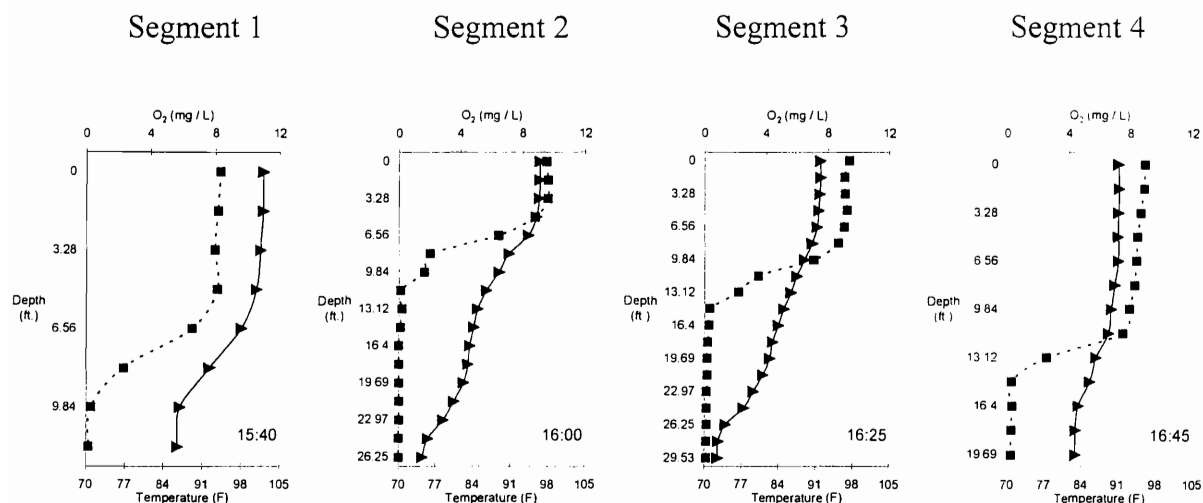 Segment 1 Segment 2 Segment 3 Segment 4
O₂ (mg / L) O₂ (mg / L) O₂ (mg / L) O₂ (mg / L)
0 4 8 12 0 4 8 12 0 4 8 12 0 4 8 12
0
3.28
Depth
(ft.)
6.56
9.84
15:40
70 77 84 91 98 105
Temperature (F)
0
3.28
6.56
9.84
Depth
(ft.)
13.12
16.4
19.69
22.97
26.25
16:00
70 77 84 91 98 105
Temperature (F)
0
3.28
6.56
9.84
Depth
(ft.)
13.12
16.4
19.69
22.97
26.25
29.53
16:25
70 77 84 91 98 105
Temperature (F)
0
3.28
6.56
9.84
Depth
(ft.)
13.12
16.4
19.69
16:45
70 77 84 91 98 105
Temperature (F)